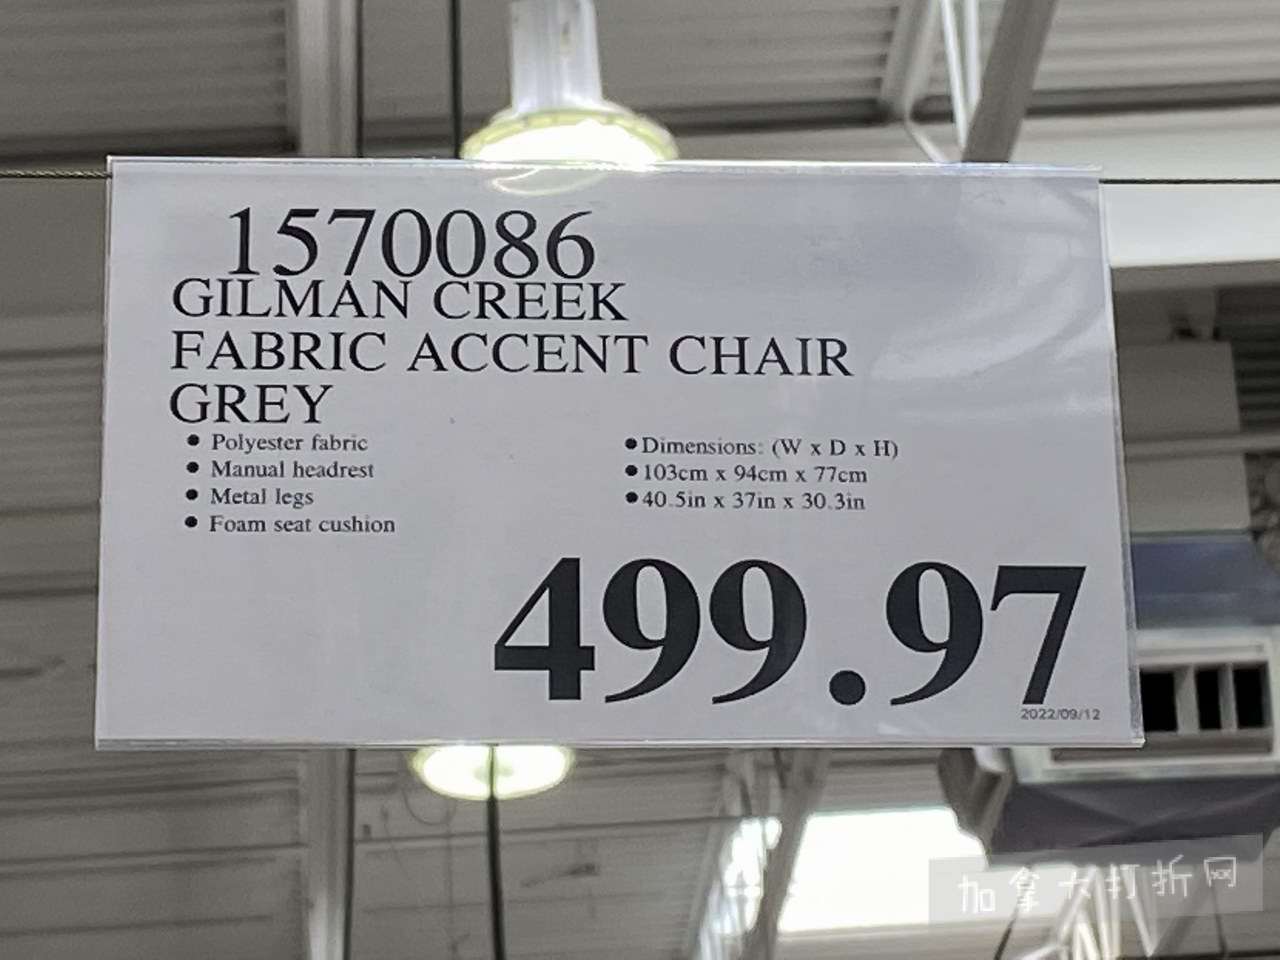 1570086
GILMAN CREEK
FABRIC ACCENT CHAIR
GREY
● Polyester fabric
● Manual headrest
● Metal legs
● Foam seat cushion
● Dimensions: (W x D x H)
● 103cm x 94cm x 77cm
● 40.5in x 37in x 30.3in
499.97
2022/09/12
加拿大打折网